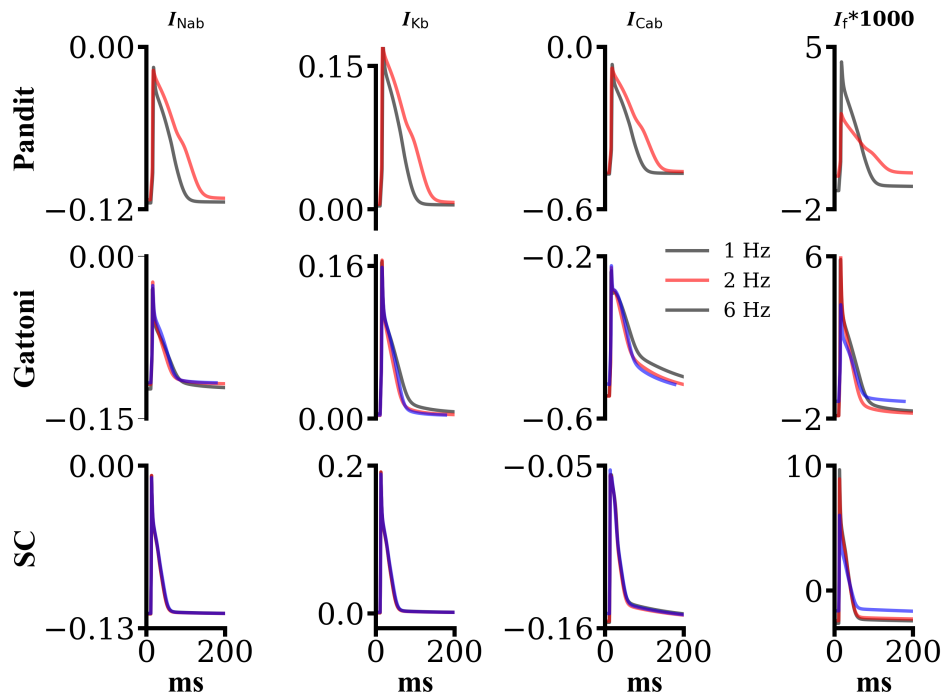 I_Nab I_Kb I_Cab I_f*1000
Pandit
0.00
−0.12
0.15
0.00
0.0
−0.6
5
−2
Gattoni
0.00
−0.15
0.16
0.00
−0.2
−0.6
1 Hz
2 Hz
6 Hz
6
−2
SC
0.00
−0.13
0.2
0.0
−0.05
−0.16
10
0
0 200 0 200 0 200 0 200
ms ms ms ms